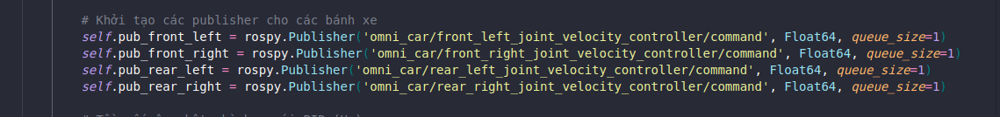 # Khởi tạo các publisher cho các bánh xe
self.pub_front_left = rospy.Publisher('omni_car/front_left_joint_velocity_controller/command', Float64, queue_size=1)
self.pub_front_right = rospy.Publisher('omni_car/front_right_joint_velocity_controller/command', Float64, queue_size=1)
self.pub_rear_left = rospy.Publisher('omni_car/rear_left_joint_velocity_controller/command', Float64, queue_size=1)
self.pub_rear_right = rospy.Publisher('omni_car/rear_right_joint_velocity_controller/command', Float64, queue_size=1)